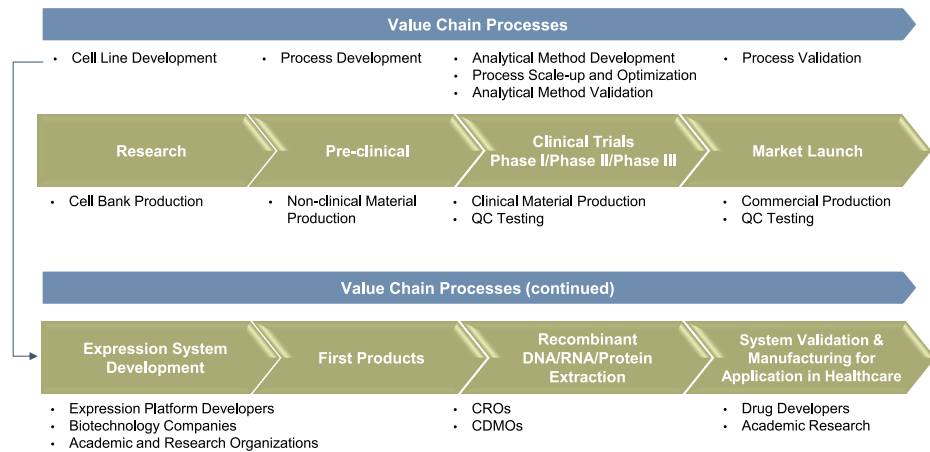 Value Chain Processes
• Cell Line Development
• Process Development
• Analytical Method Development
• Process Scale-up and Optimization
• Analytical Method Validation
• Process Validation
Research
Pre-clinical
Clinical Trials
Phase I/Phase II/Phase III
Market Launch
• Cell Bank Production
• Non-clinical Material
Production
• Clinical Material Production
• QC Testing
• Commercial Production
• QC Testing
Value Chain Processes (continued)
Expression System
Development
First Products
Recombinant
DNA/RNA/Protein
Extraction
System Validation &
Manufacturing for
Application in Healthcare
• Expression Platform Developers
• Biotechnology Companies
• Academic and Research Organizations
• CROs
• CDMOs
• Drug Developers
• Academic Research